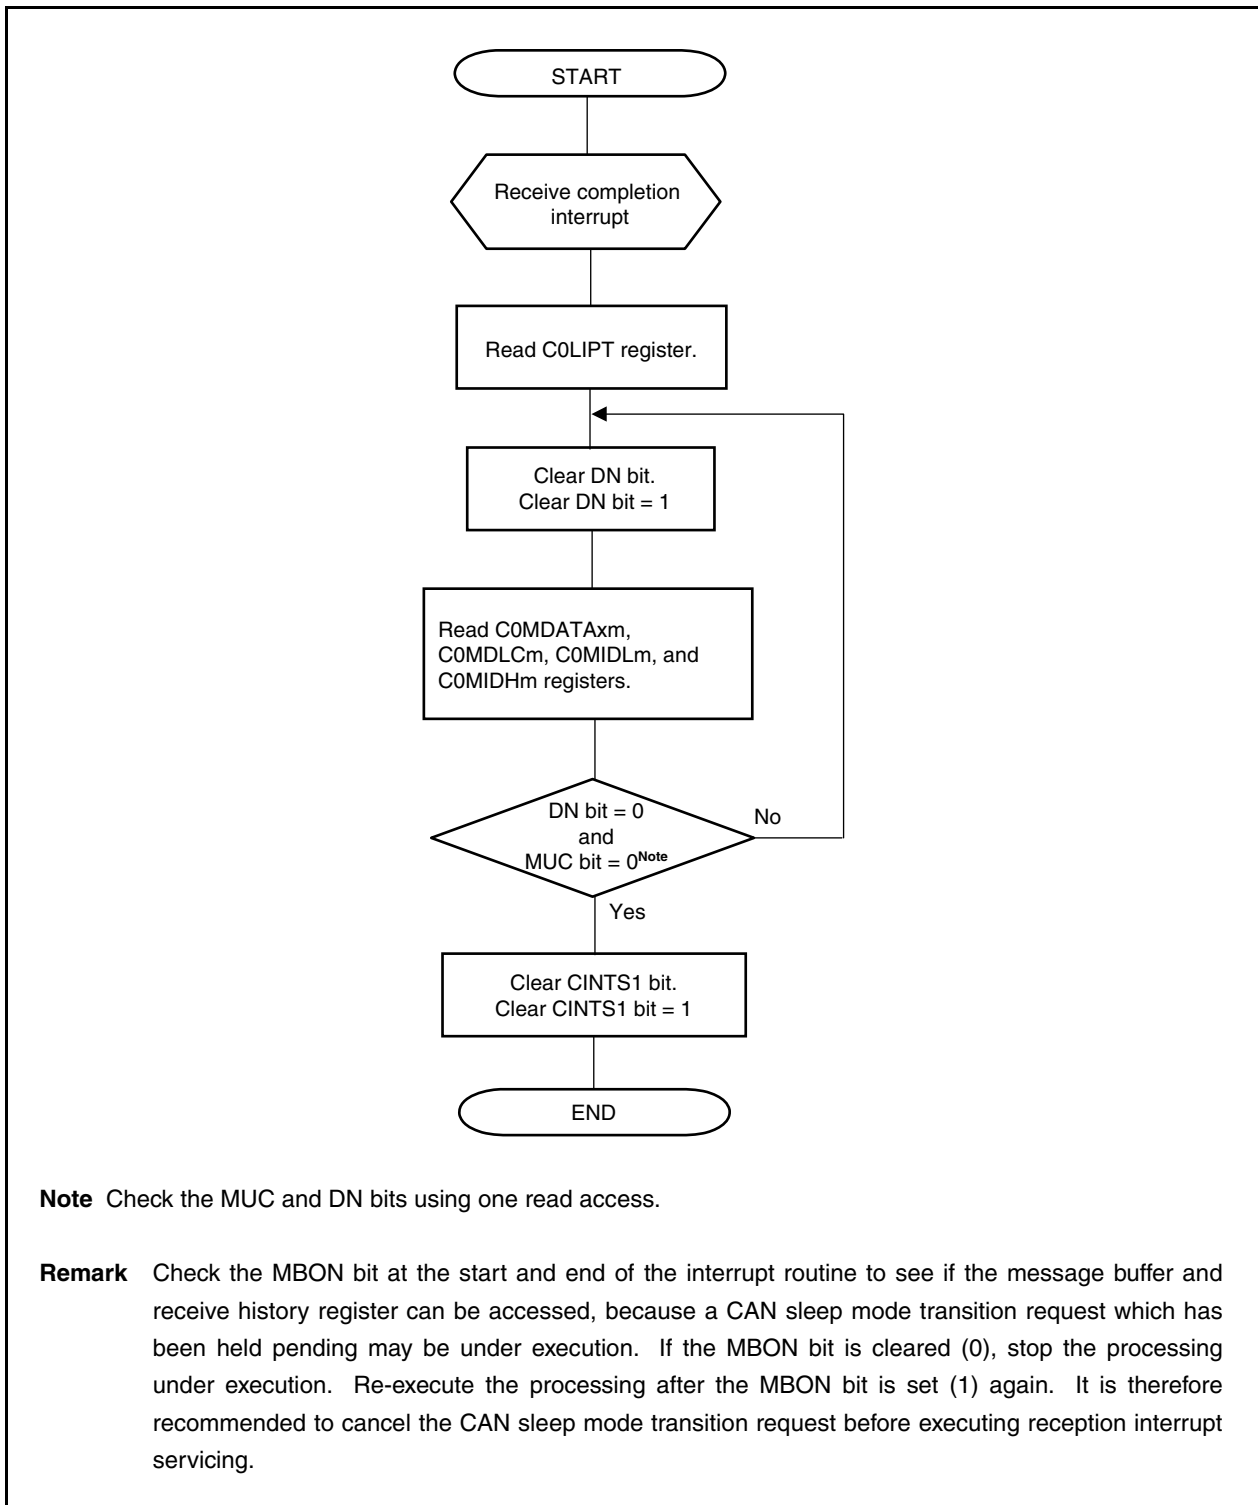 START
Receive completion
interrupt
Read C0LIPT register.
Clear DN bit.
Clear DN bit = 1
Read C0MDATAxm,
C0MDLCm, C0MIDLm, and
C0MIDHm registers.
DN bit = 0
and
MUC bit = 0Note
No
Yes
Clear CINTS1 bit.
Clear CINTS1 bit = 1
END
Note Check the MUC and DN bits using one read access.
Remark Check the MBON bit at the start and end of the interrupt routine to see if the message buffer and
receive history register can be accessed, because a CAN sleep mode transition request which has
been held pending may be under execution. If the MBON bit is cleared (0), stop the processing
under execution. Re-execute the processing after the MBON bit is set (1) again. It is therefore
recommended to cancel the CAN sleep mode transition request before executing reception interrupt
servicing.